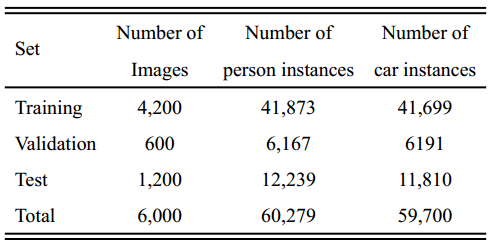 Set Number of Images Number of person instances Number of car instances
Training 4,200 41,873 41,699
Validation 600 6,167 6191
Test 1,200 12,239 11,810
Total 6,000 60,279 59,700